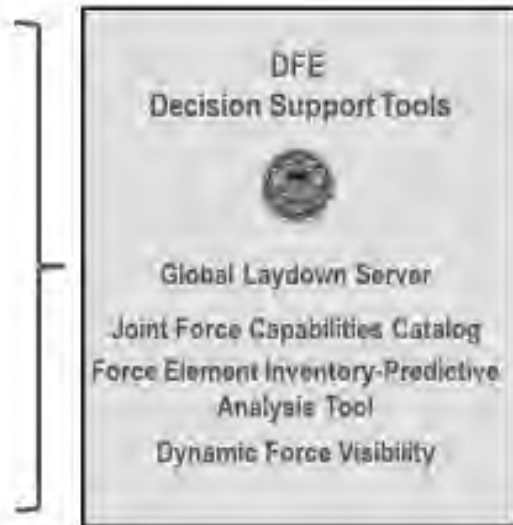 DFE
Decision Support Tools
Global Laydown Server
Joint Force Capabilities Catalog
Force Element Inventory-Predictive
Analysis Tool
Dynamic Force Visibility